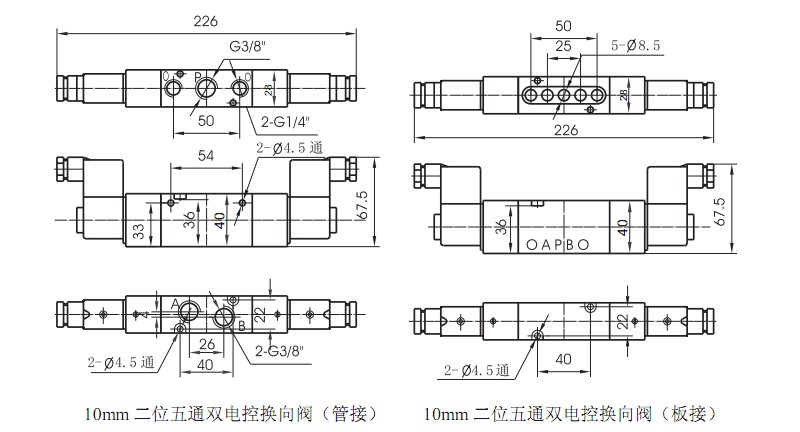 226
G3/8"
O P O
28
50
2-G1/4"
54
2-Ø4.5通
33
36
40
67.5
A
B
4
22
2-Ø4.5通
26
40
2-G3/8"
10mm 二位五通双电控换向阀（管接）
50
25
5-Ø8.5
28
226
36
40
67.5
O A P B O
22
2-Ø4.5通
40
10mm 二位五通双电控换向阀（板接）